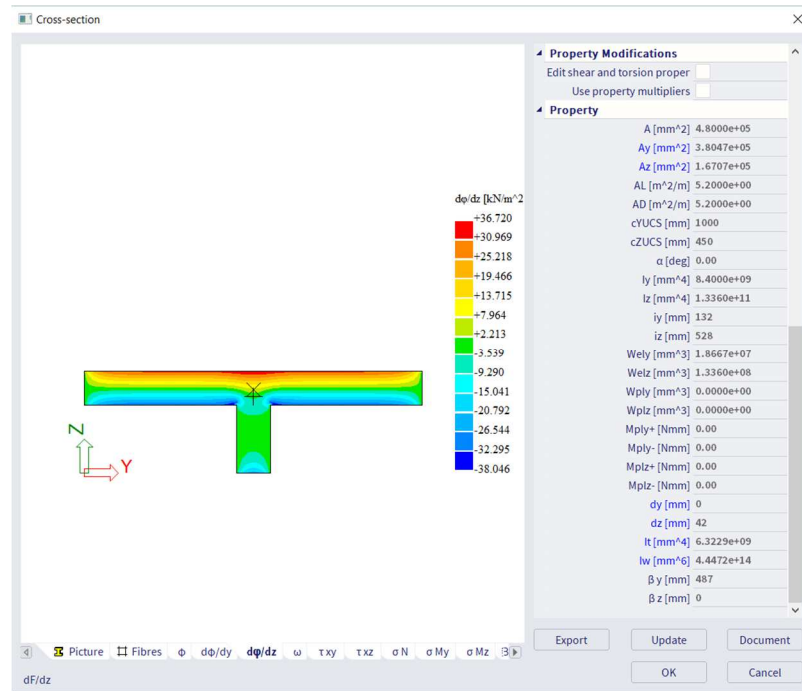 Cross-section
Property Modifications
Edit shear and torsion proper
Use property multipliers
Property
A [mm^2] 4.8000e+05
Ay [mm^2] 3.8047e+05
Az [mm^2] 1.6707e+05
AL [m^2/m] 5.2000e+00
AD [m^2/m] 5.2000e+00
cYUCS [mm] 1000
cZUCS [mm] 450
α [deg] 0.00
Iy [mm^4] 8.4000e+09
Iz [mm^4] 1.3360e+11
iy [mm] 132
iz [mm] 528
Wely [mm^3] 1.8667e+07
Welz [mm^3] 1.3360e+08
Wply [mm^3] 0.0000e+00
Wplz [mm^3] 0.0000e+00
Mply+ [Nmm] 0.00
Mply- [Nmm] 0.00
Mplz+ [Nmm] 0.00
Mplz- [Nmm] 0.00
dy [mm] 0
dz [mm] 42
It [mm^4] 6.3229e+09
Iw [mm^6] 4.4472e+14
β y [mm] 487
β z [mm] 0
dφ/dz [kN/m^2
+36.720
+30.969
+25.218
+19.466
+13.715
+7.964
+2.213
-3.539
-9.290
-15.041
-20.792
-26.544
-32.295
-38.046
Z
Y
Picture Fibres ϕ dϕ/dy dφ/dz ω τ xy τ xz σ N σ My σ Mz
Export Update Document
OK Cancel
dF/dz